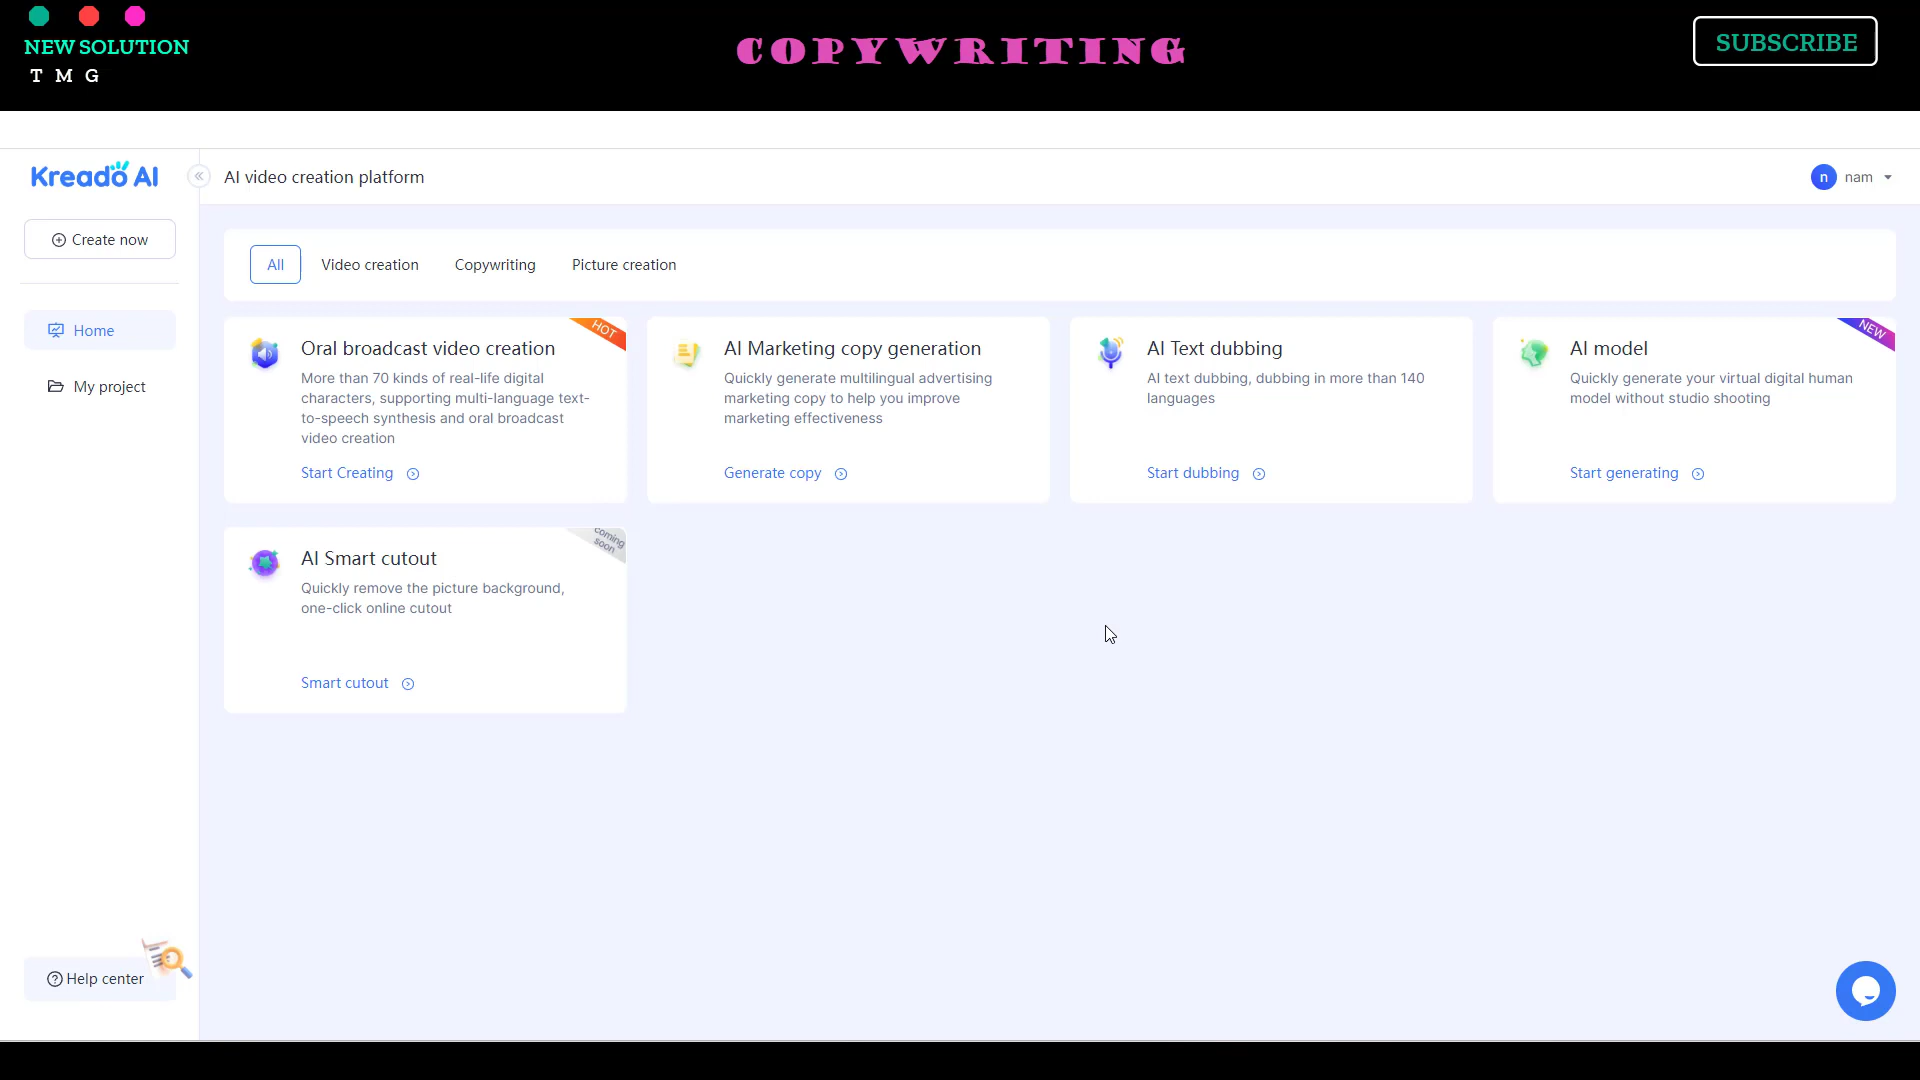 NEW SOLUTION
T M G
COPYWRITING
SUBSCRIBE
Kreado AI
AI video creation platform
n nam
Create now
Home
My project
All Video creation Copywriting Picture creation
HOT
Oral broadcast video creation
More than 70 kinds of real-life digital
characters, supporting multi-language text-
to-speech synthesis and oral broadcast
video creation
Start Creating
AI Marketing copy generation
Quickly generate multilingual advertising
marketing copy to help you improve
marketing effectiveness
Generate copy
AI Text dubbing
AI text dubbing, dubbing in more than 140
languages
Start dubbing
NEW
AI model
Quickly generate your virtual digital human
model without studio shooting
Start generating
coming
soon
AI Smart cutout
Quickly remove the picture background,
one-click online cutout
Smart cutout
Help center